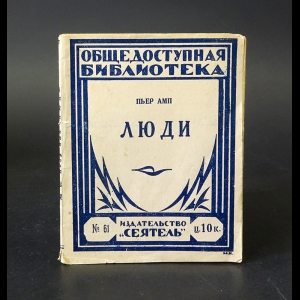 ОБЩЕДОСТУПНАЯ
БИБЛИОТЕКА
ПЬЕР АМП
ЛЮДИ
№ 61
ИЗДАТЕЛЬСТВО
„СЕЯТЕЛЬ“
ц. 10 к.